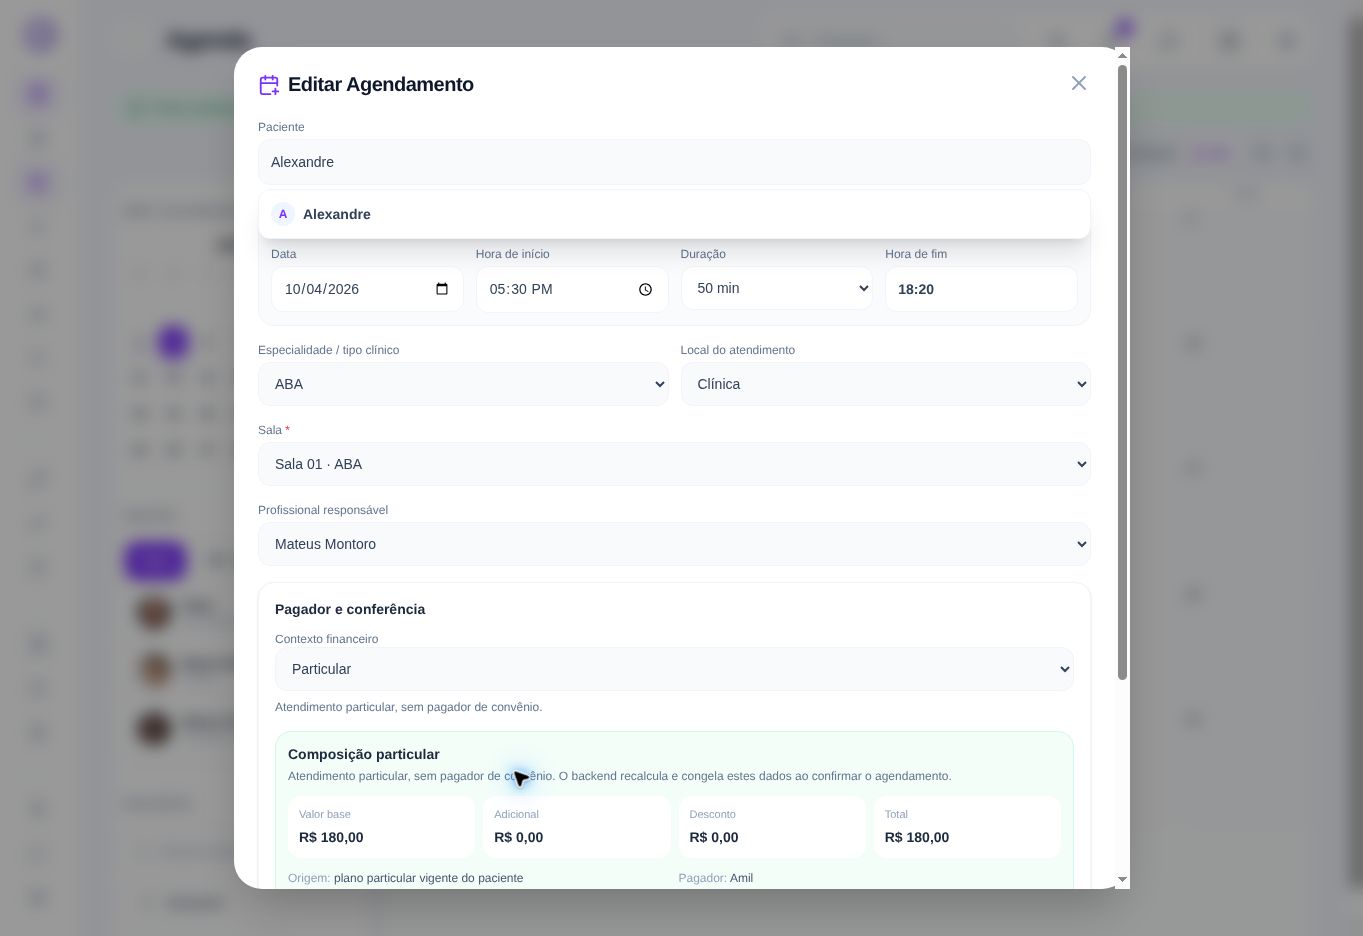 Editar Agendamento
Paciente
Alexandre
A Alexandre
Data Hora de início Duração Hora de fim
10/04/2026 05:30 PM 50 min 18:20
Especialidade / tipo clínico Local do atendimento
ABA Clínica
Sala *
Sala 01 · ABA
Profissional responsável
Mateus Montoro
Pagador e conferência
Contexto financeiro
Particular
Atendimento particular, sem pagador de convênio.
Composição particular
Atendimento particular, sem pagador de convênio. O backend recalcula e congela estes dados ao confirmar o agendamento.
Valor base Adicional Desconto Total
R$ 180,00 R$ 0,00 R$ 0,00 R$ 180,00
Origem: plano particular vigente do paciente Pagador: Amil